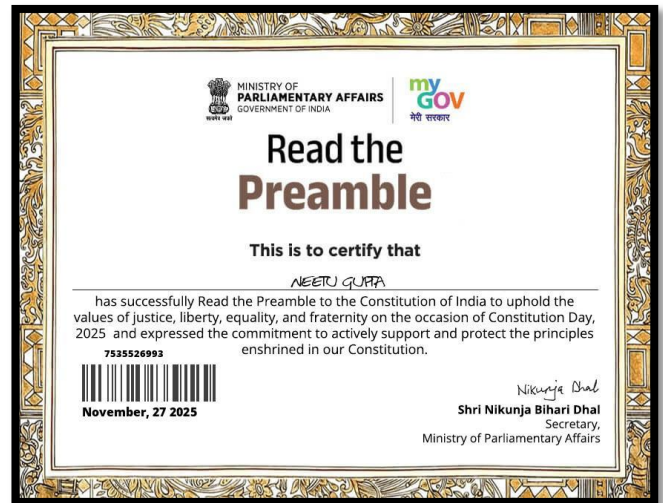 MINISTRY OF
PARLIAMENTARY AFFAIRS
GOVERNMENT OF INDIA
सत्यमेव जयते
my
GOV
मेरी सरकार
Read the
Preamble
This is to certify that
NEETU GUPTA
has successfully Read the Preamble to the Constitution of India to uphold the
values of justice, liberty, equality, and fraternity on the occasion of Constitution Day,
2025 and expressed the commitment to actively support and protect the principles
enshrined in our Constitution.
7535526993
November, 27 2025
Nikunja Dhal
Shri Nikunja Bihari Dhal
Secretary,
Ministry of Parliamentary Affairs